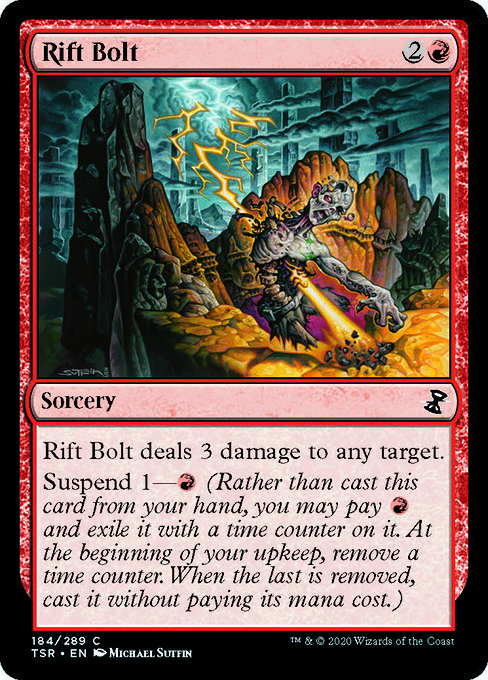 Rift Bolt 2
SUTFIN
Sorcery
Rift Bolt deals 3 damage to any target.
Suspend 1— (Rather than cast this
card from your hand, you may pay
and exile it with a time counter on it. At
the beginning of your upkeep, remove a
time counter. When the last is removed,
cast it without paying its mana cost.)
184/289 C
™ & © 2020 Wizards of the Coast
TSR • EN Michael Sutfin